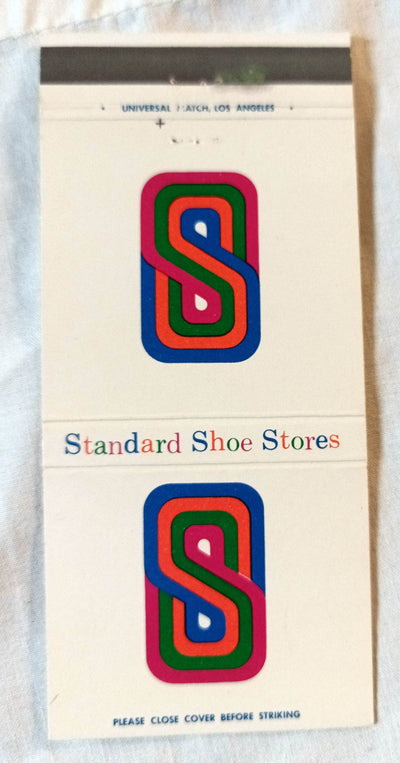 UNIVERSAL MATCH, LOS ANGELES
S
Standard Shoe Stores
S
PLEASE CLOSE COVER BEFORE STRIKING